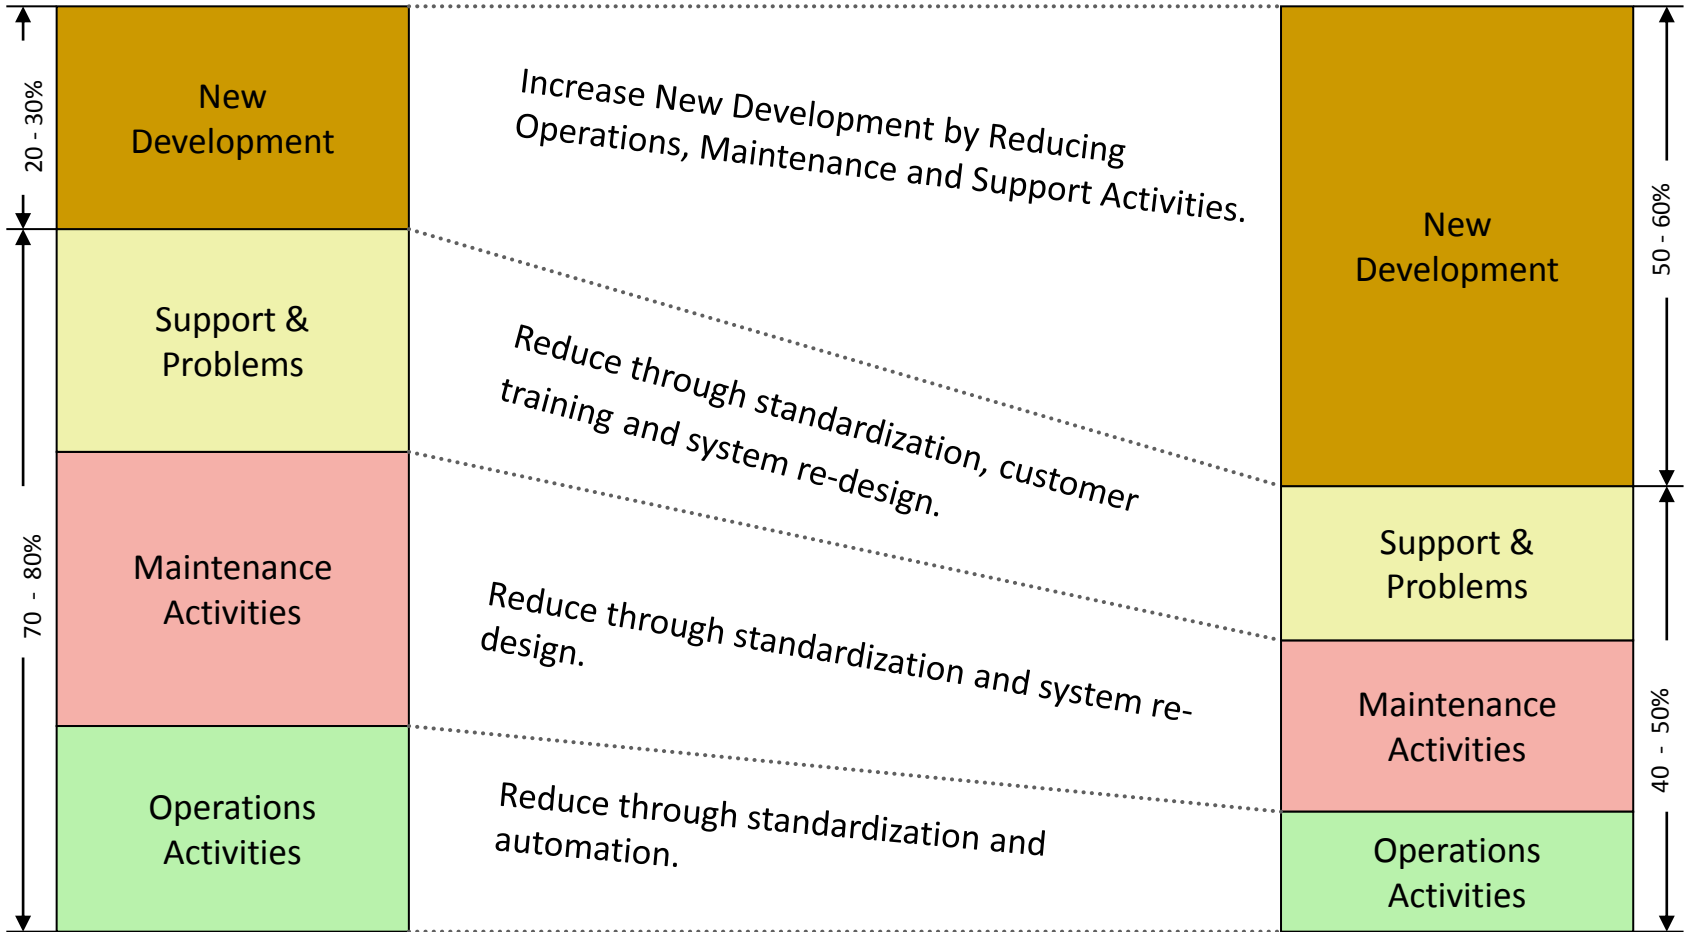 20 - 30%
New
Development
Increase New Development by Reducing
Operations, Maintenance and Support Activities.
New
Development
50 - 60%
Support &
Problems
Reduce through standardization, customer
training and system re-design.
70 - 80%
Maintenance
Activities
Reduce through standardization and system re-
design.
Support &
Problems
Maintenance
Activities
40 - 50%
Operations
Activities
Reduce through standardization and
automation.
Operations
Activities